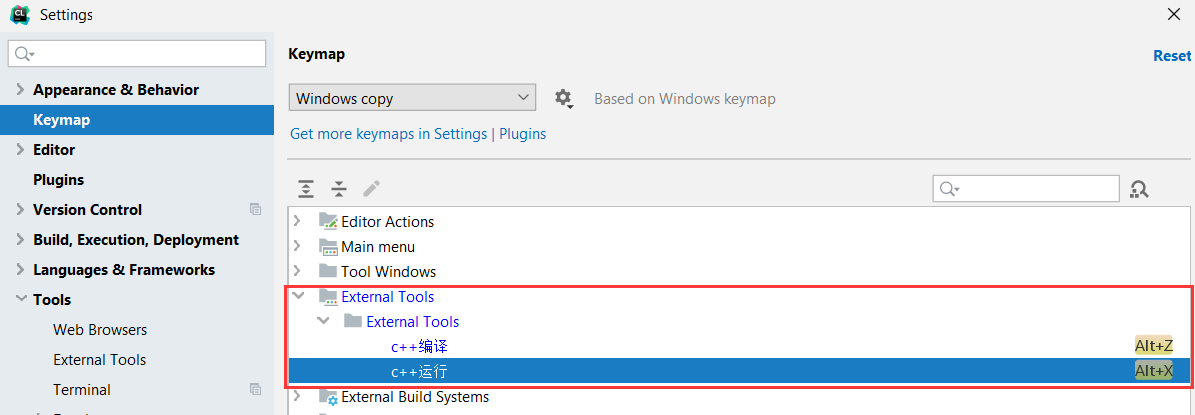 CL
Settings
Keymap
Reset
Appearance & Behavior
Windows copy
Based on Windows keymap
Keymap
Get more keymaps in Settings | Plugins
Editor
Plugins
Version Control
Build, Execution, Deployment
Languages & Frameworks
Tools
Web Browsers
External Tools
Terminal
Editor Actions
Main menu
Tool Windows
External Tools
External Tools
c++编译 Alt+Z
c++运行 Alt+X
External Build Systems